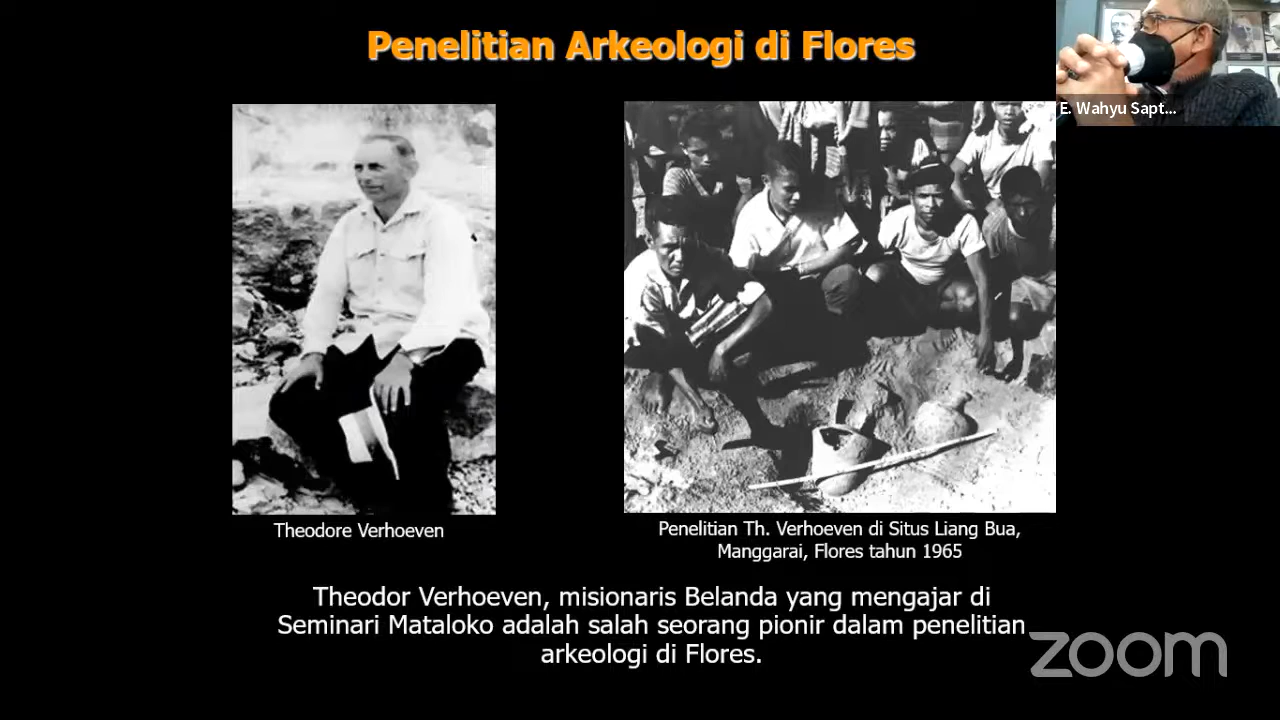 Penelitian Arkeologi di Flores
E. Wahyu Sapt...
Theodore Verhoeven
Penelitian Th. Verhoeven di Situs Liang Bua,
Manggarai, Flores tahun 1965
Theodor Verhoeven, misionaris Belanda yang mengajar di
Seminari Mataloko adalah salah seorang pionir dalam penelitian
arkeologi di Flores.
zoom